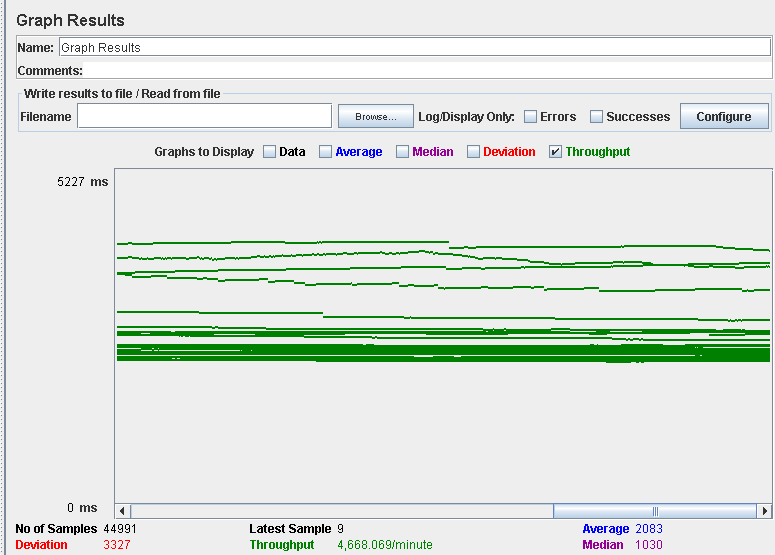 Graph Results
Name: Graph Results
Comments:
Write results to file / Read from file
Filename Browse... Log/Display Only: Errors Successes Configure
Graphs to Display Data Average Median Deviation Throughput
5227 ms
0 ms
No of Samples 44991 Latest Sample 9 Average 2083
Deviation 3327 Throughput 4,668.069/minute Median 1030